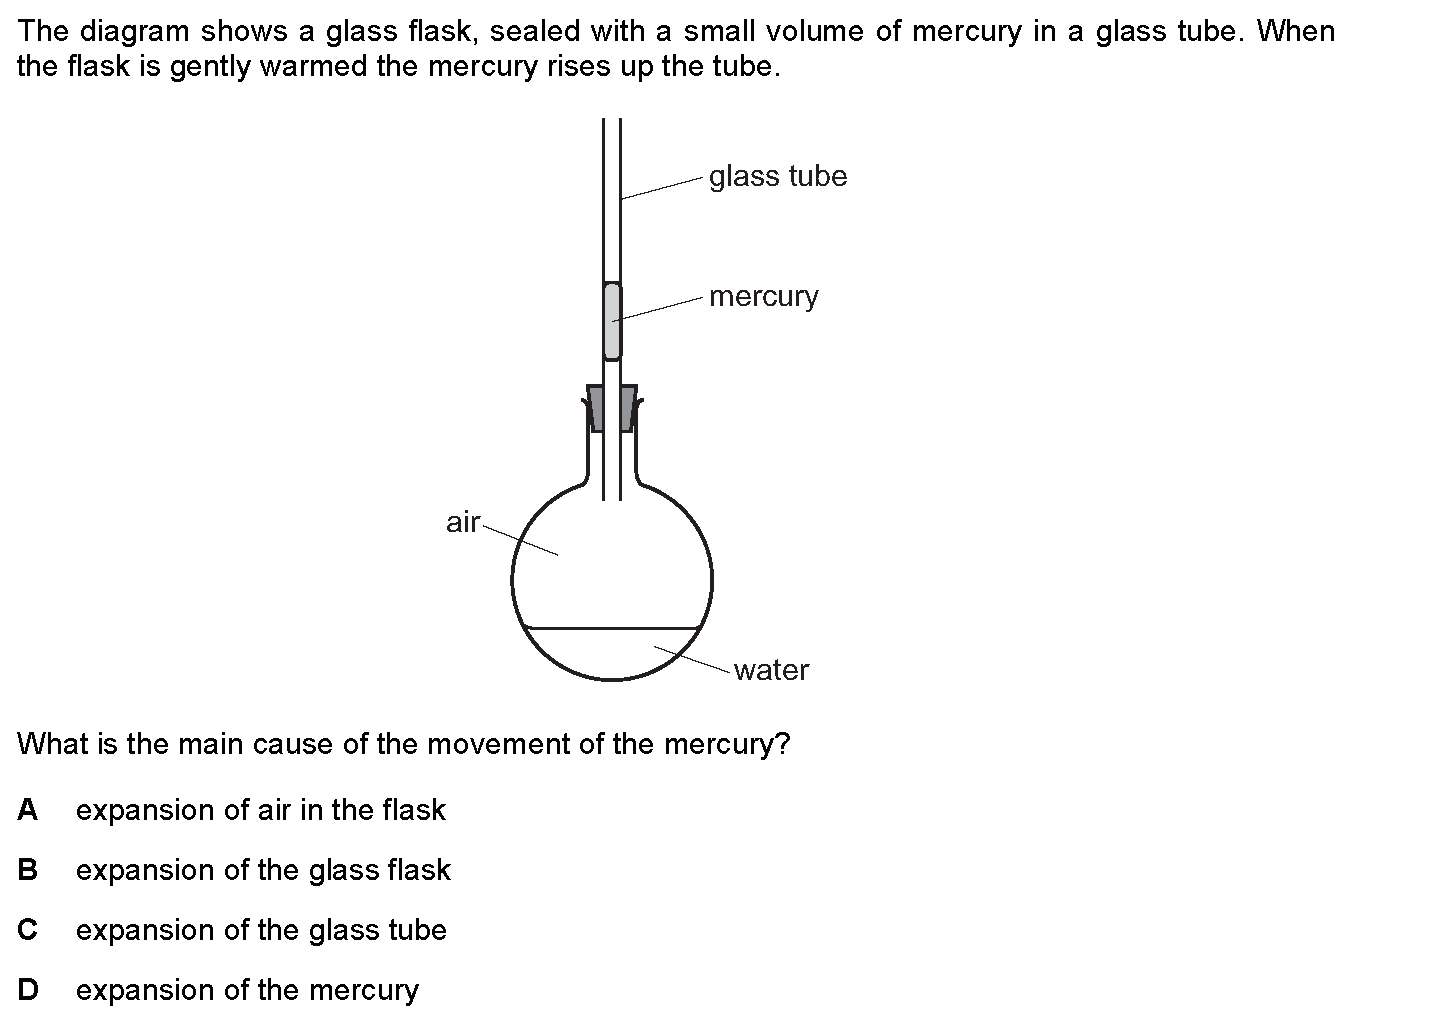 The diagram shows a glass flask, sealed with a small volume of mercury in a glass tube. When
the flask is gently warmed the mercury rises up the tube.
glass tube
mercury
air
water
What is the main cause of the movement of the mercury?
A expansion of air in the flask
B expansion of the glass flask
C expansion of the glass tube
D expansion of the mercury